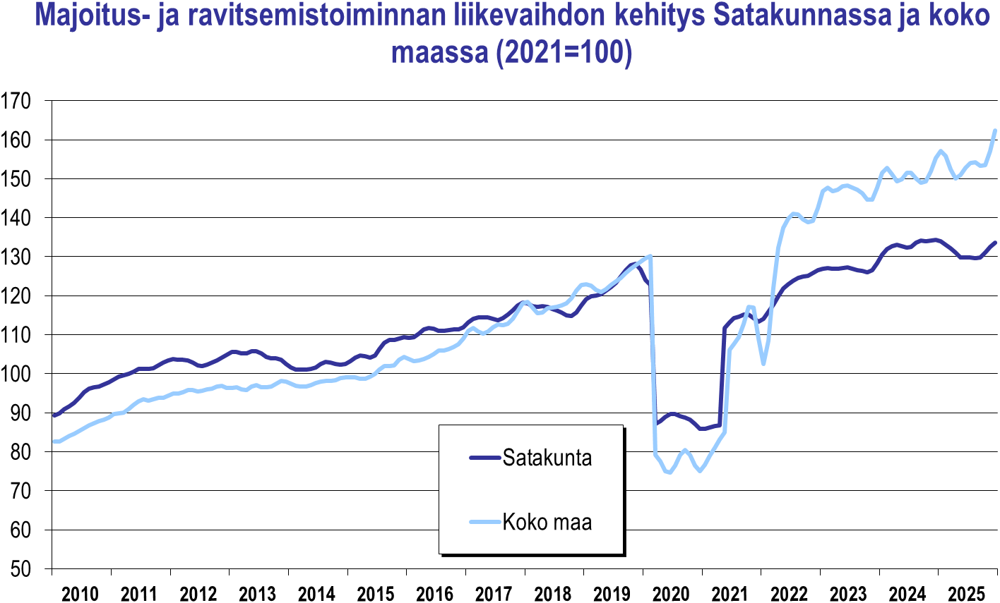 Majoitus- ja ravitsemistoiminnan liikevaihdon kehitys Satakunnassa ja koko
maassa (2021=100)
170
160
150
140
130
120
110
100
90
80
70
60
50
Satakunta
Koko maa
2010 2011 2012 2013 2014 2015 2016 2017 2018 2019 2020 2021 2022 2023 2024 2025